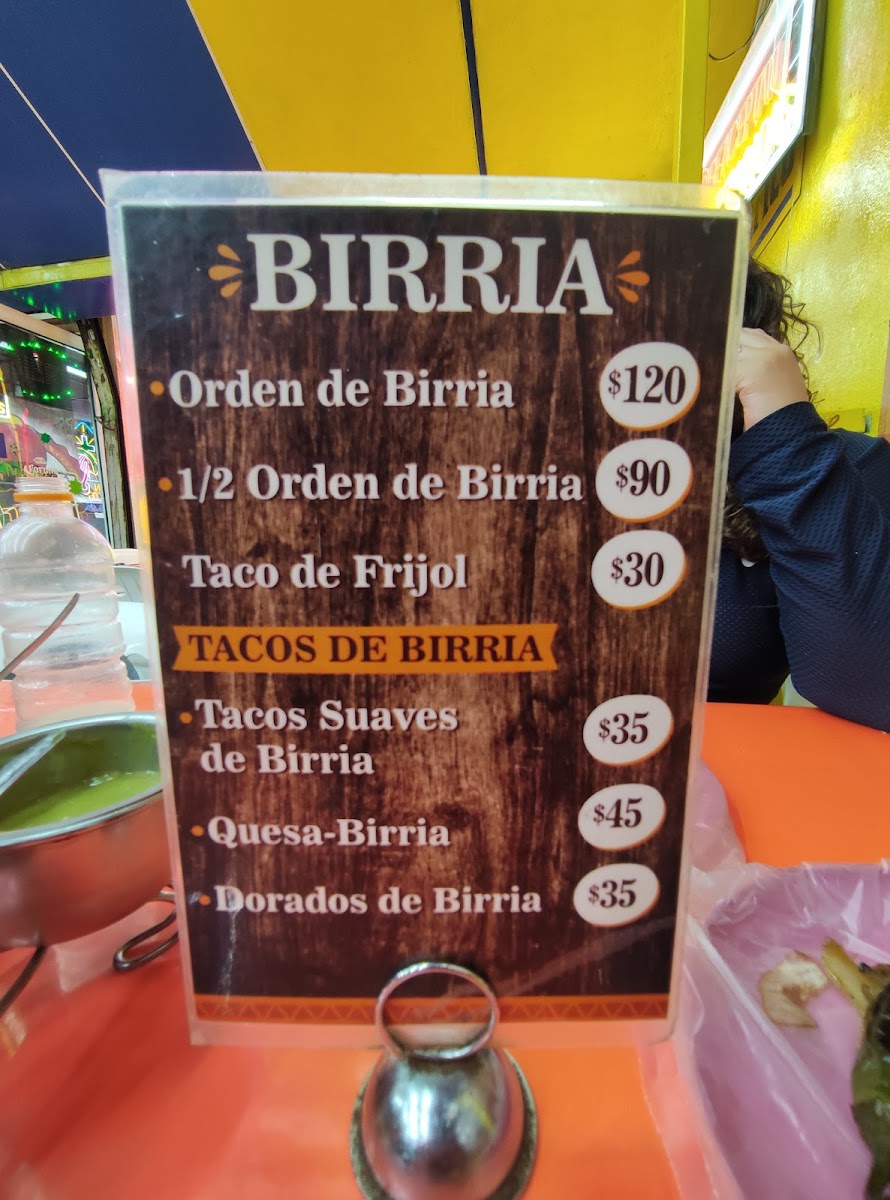 BIRRIA
• Orden de Birria $120
• 1/2 Orden de Birria $90
Taco de Frijol $30
TACOS DE BIRRIA
• Tacos Suaves
de Birria $35
• Quesa-Birria $45
• Dorados de Birria $35